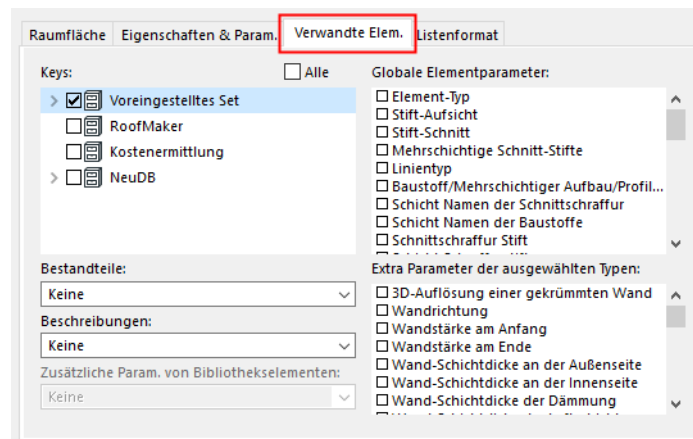 Raumfläche Eigenschaften & Param. Verwandte Elem. Listenformat
Keys:
Alle
Voreingestelltes Set
RoofMaker
Kostenermittlung
NeuDB
Bestandteile:
Keine
Beschreibungen:
Keine
Zusätzliche Param. von Bibliothekselementen:
Keine
Globale Elementparameter:
Element-Typ
Stift-Aufsicht
Stift-Schnitt
Mehrschichtige Schnitt-Stifte
Linientyp
Baustoff/Mehrschichtiger Aufbau/Profil...
Schicht Namen der Schnittschraffur
Schicht Namen der Baustoffe
Schnittschraffur Stift
Extra Parameter der ausgewählten Typen:
3D-Auflösung einer gekrümmten Wand
Wandrichtung
Wandstärke am Anfang
Wandstärke am Ende
Wand-Schichtdicke an der Außenseite
Wand-Schichtdicke an der Innenseite
Wand-Schichtdicke der Dämmung